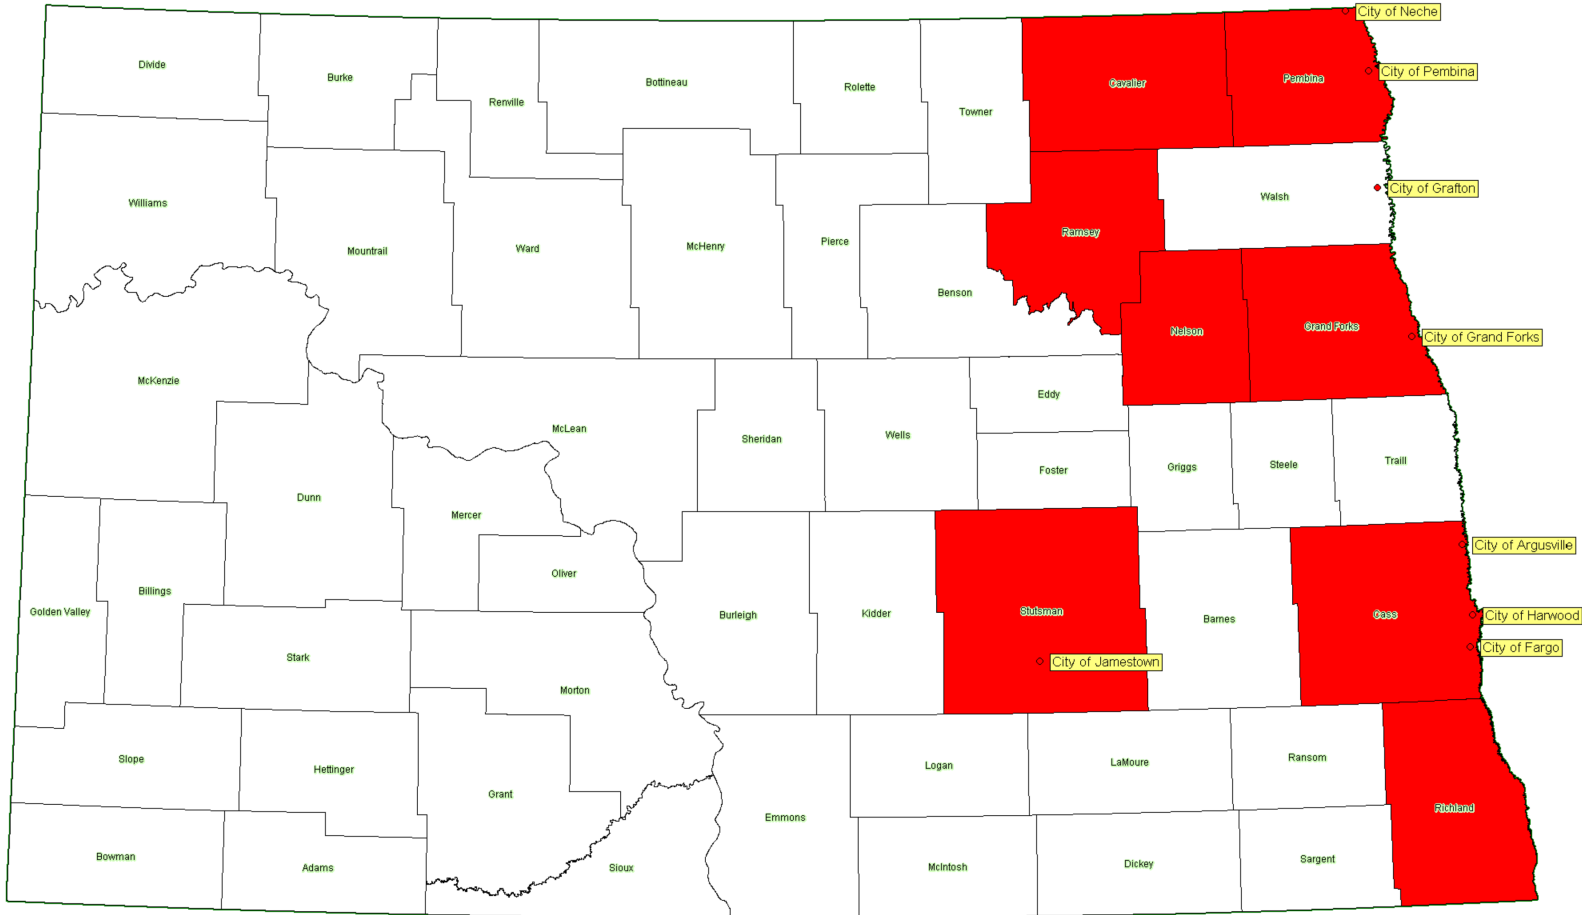 City of Neche
Divide
Burke
Bottineau
Renville
Rolette
Towner
Cavalier
Pembina
City of Pembina
Williams
Mountrail
Ward
McHenry
Pierce
Ramsey
Walsh
City of Grafton
Benson
Nelson
Grand Forks
City of Grand Forks
McKenzie
McLean
Sheridan
Wells
Eddy
Foster
Griggs
Steele
Traill
Dunn
Mercer
Oliver
City of Argusville
Golden Valley
Billings
Stark
Burleigh
Kidder
Stutsman
Barnes
Cass
City of Harwood
City of Fargo
City of Jamestown
Morton
Slope
Hettinger
Grant
Logan
LaMoure
Ransom
Richland
Emmons
Bowman
Adams
Sioux
McIntosh
Dickey
Sargent